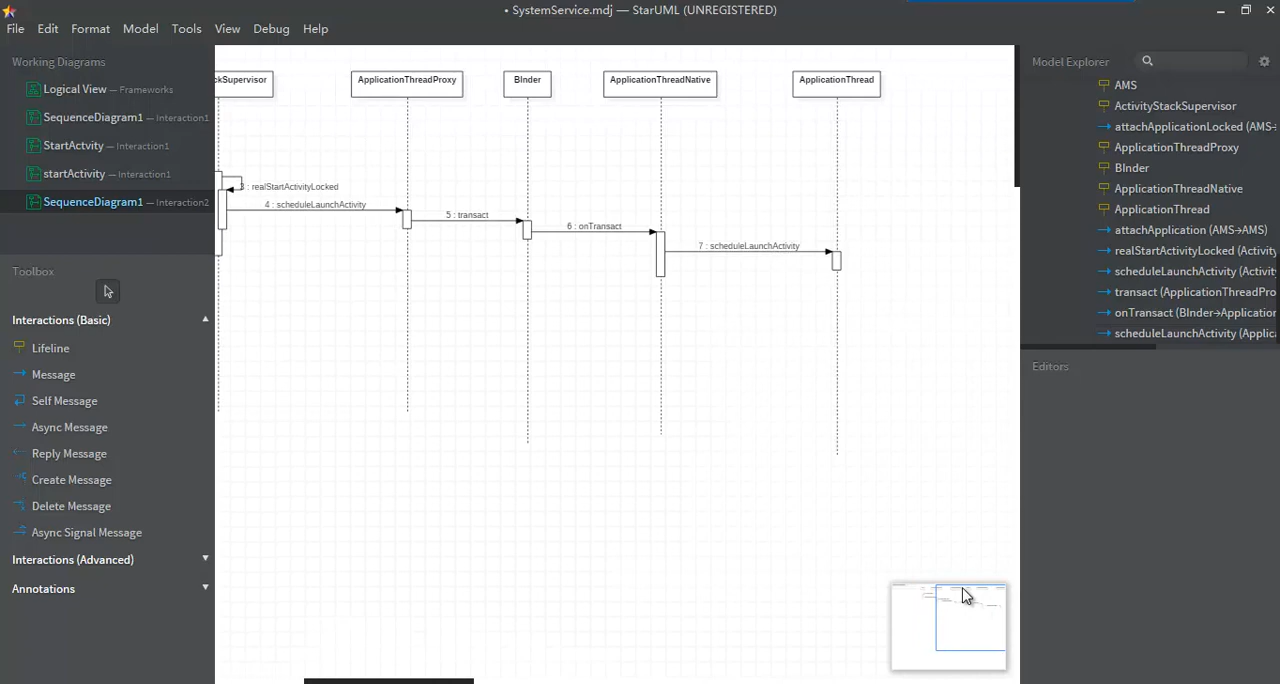 • SystemService.mdj — StarUML (UNREGISTERED)
File Edit Format Model Tools View Debug Help
Working Diagrams
Logical View — Frameworks
SequenceDiagram1 — Interaction1
StartActvity — Interaction1
startActivity — Interaction1
SequenceDiagram1 — Interaction2
Toolbox
Interactions (Basic)
Lifeline
Message
Self Message
Async Message
Reply Message
Create Message
Delete Message
Async Signal Message
Interactions (Advanced)
Annotations
ckSupervisor
ApplicationThreadProxy
BInder
ApplicationThreadNative
ApplicationThread
3 : realStartActivityLocked
4 : scheduleLaunchActivity
5 : transact
6 : onTransact
7 : scheduleLaunchActivity
Model Explorer
AMS
ActivityStackSupervisor
attachApplicationLocked (AMS→
ApplicationThreadProxy
BInder
ApplicationThreadNative
ApplicationThread
attachApplication (AMS→AMS)
realStartActivityLocked (Activity
scheduleLaunchActivity (Activit
transact (ApplicationThreadPro
onTransact (BInder→Application
scheduleLaunchActivity (Applica
Editors